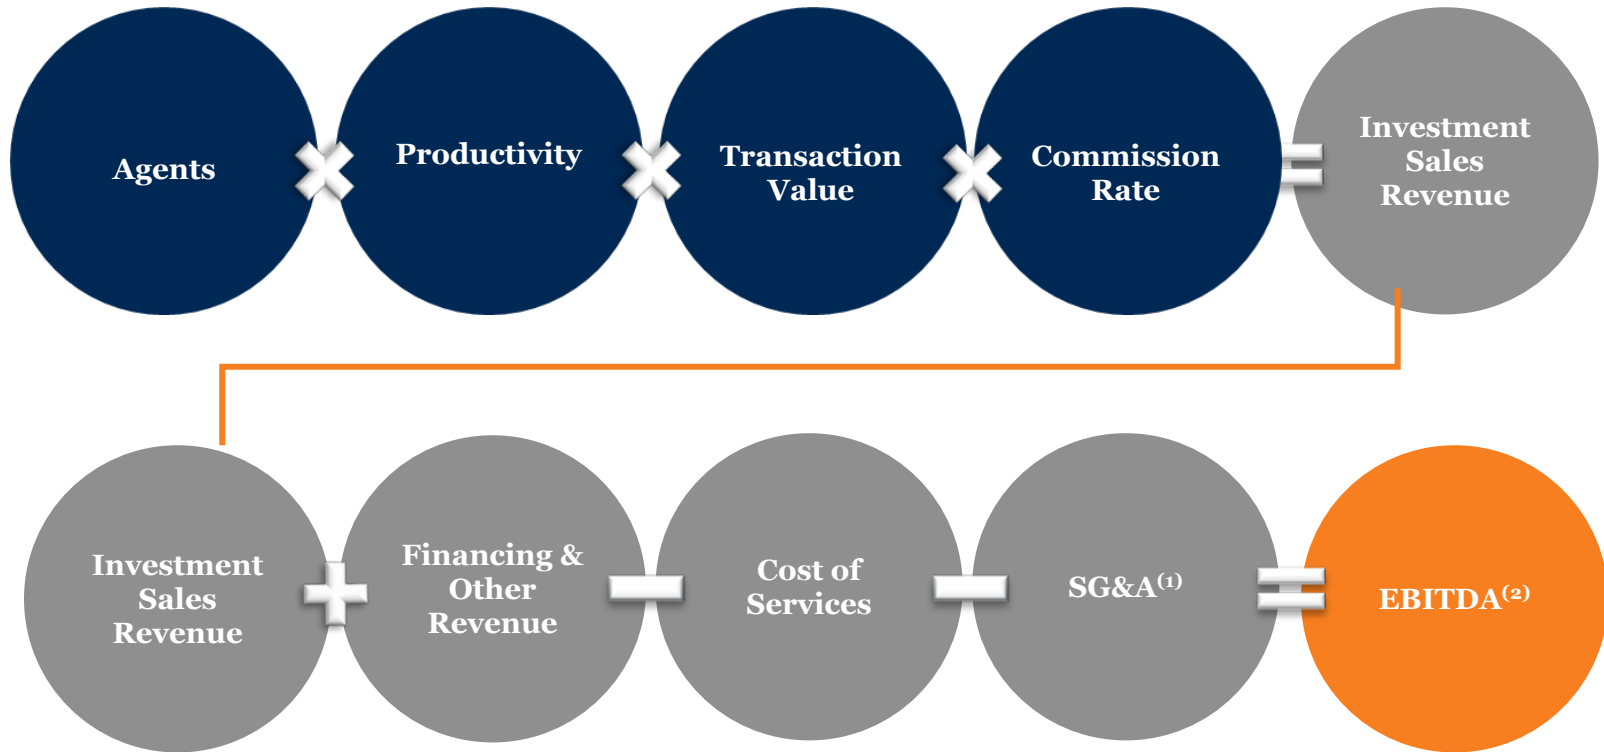 Agents
Productivity
Transaction
Value
Commission
Rate
Investment
Sales
Revenue
Investment
Sales
Revenue
Financing &
Other
Revenue
Cost of
Services
SG&A(1)
EBITDA(2)